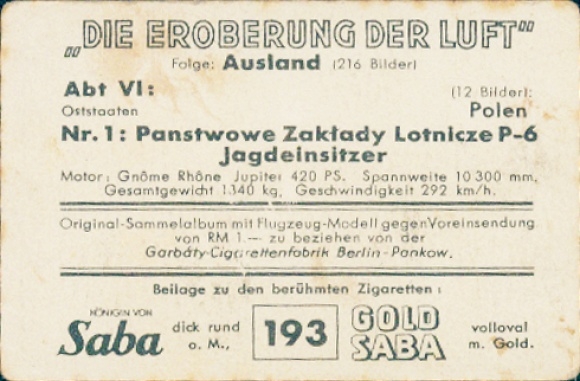 „DIE EROBERUNG DER LUFT“
Folge: Ausland (216 Bilder)
Abt VI: (12 Bilder):
Oststaaten Polen
Nr. 1: Panstwowe Zakłady Lotnicze P-6
Jagdeinsitzer
Motor: Gnôme Rhône Jupiter 420 PS. Spannweite 10 300 mm,
Gesamtgewicht 1340 kg, Geschwindigkeit 292 km/h.
Original-Sammelalbum mit Flugzeug-Modell gegen Voreinsendung
von RM 1.— zu beziehen von der
Garbáty-Cigarettenfabrik Berlin-Pankow.
Beilage zu den berühmten Zigaretten:
KÖNIGIN VON
Saba dick rund o. M., 193 GOLD SABA volloval m. Gold.